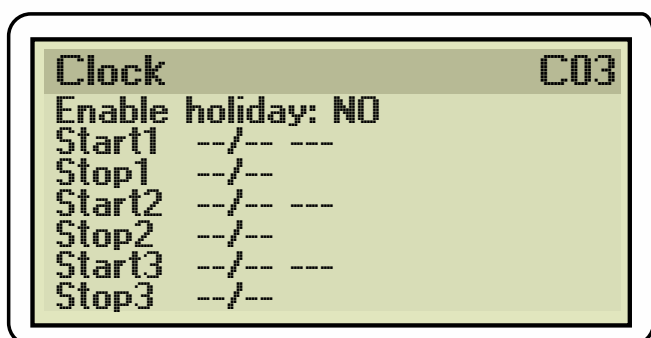 Clock C03
Enable holiday: NO
Start1 --/-- ---
Stop1 --/--
Start2 --/-- ---
Stop2 --/--
Start3 --/-- ---
Stop3 --/--